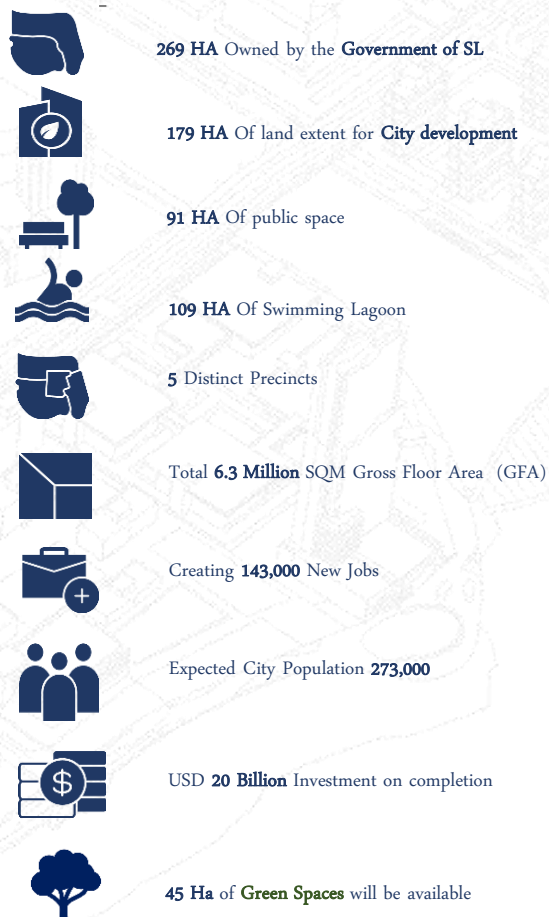 269 HA Owned by the Government of SL
179 HA Of land extent for City development
91 HA Of public space
109 HA Of Swimming Lagoon
5 Distinct Precincts
Total 6.3 Million SQM Gross Floor Area (GFA)
Creating 143,000 New Jobs
Expected City Population 273,000
$
USD 20 Billion Investment on completion
45 Ha of Green Spaces will be available